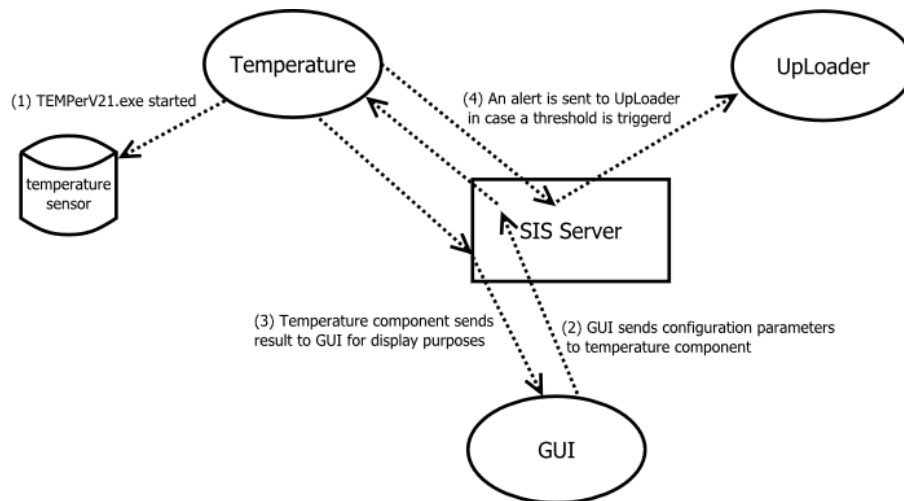 Temperature
UpLoader
(1) TEMPerV21.exe started
(4) An alert is sent to UpLoader
in case a threshold is triggerd
temperature
sensor
SIS Server
(3) Temperature component sends
result to GUI for display purposes
(2) GUI sends configuration parameters
to temperature component
GUI